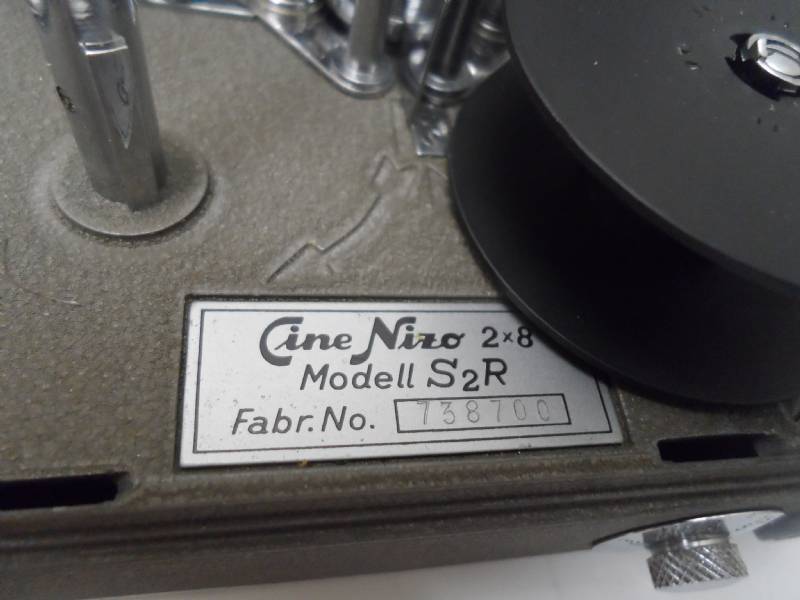 Cine Nizo 2×8
Modell S2R
Fabr. No. 738700